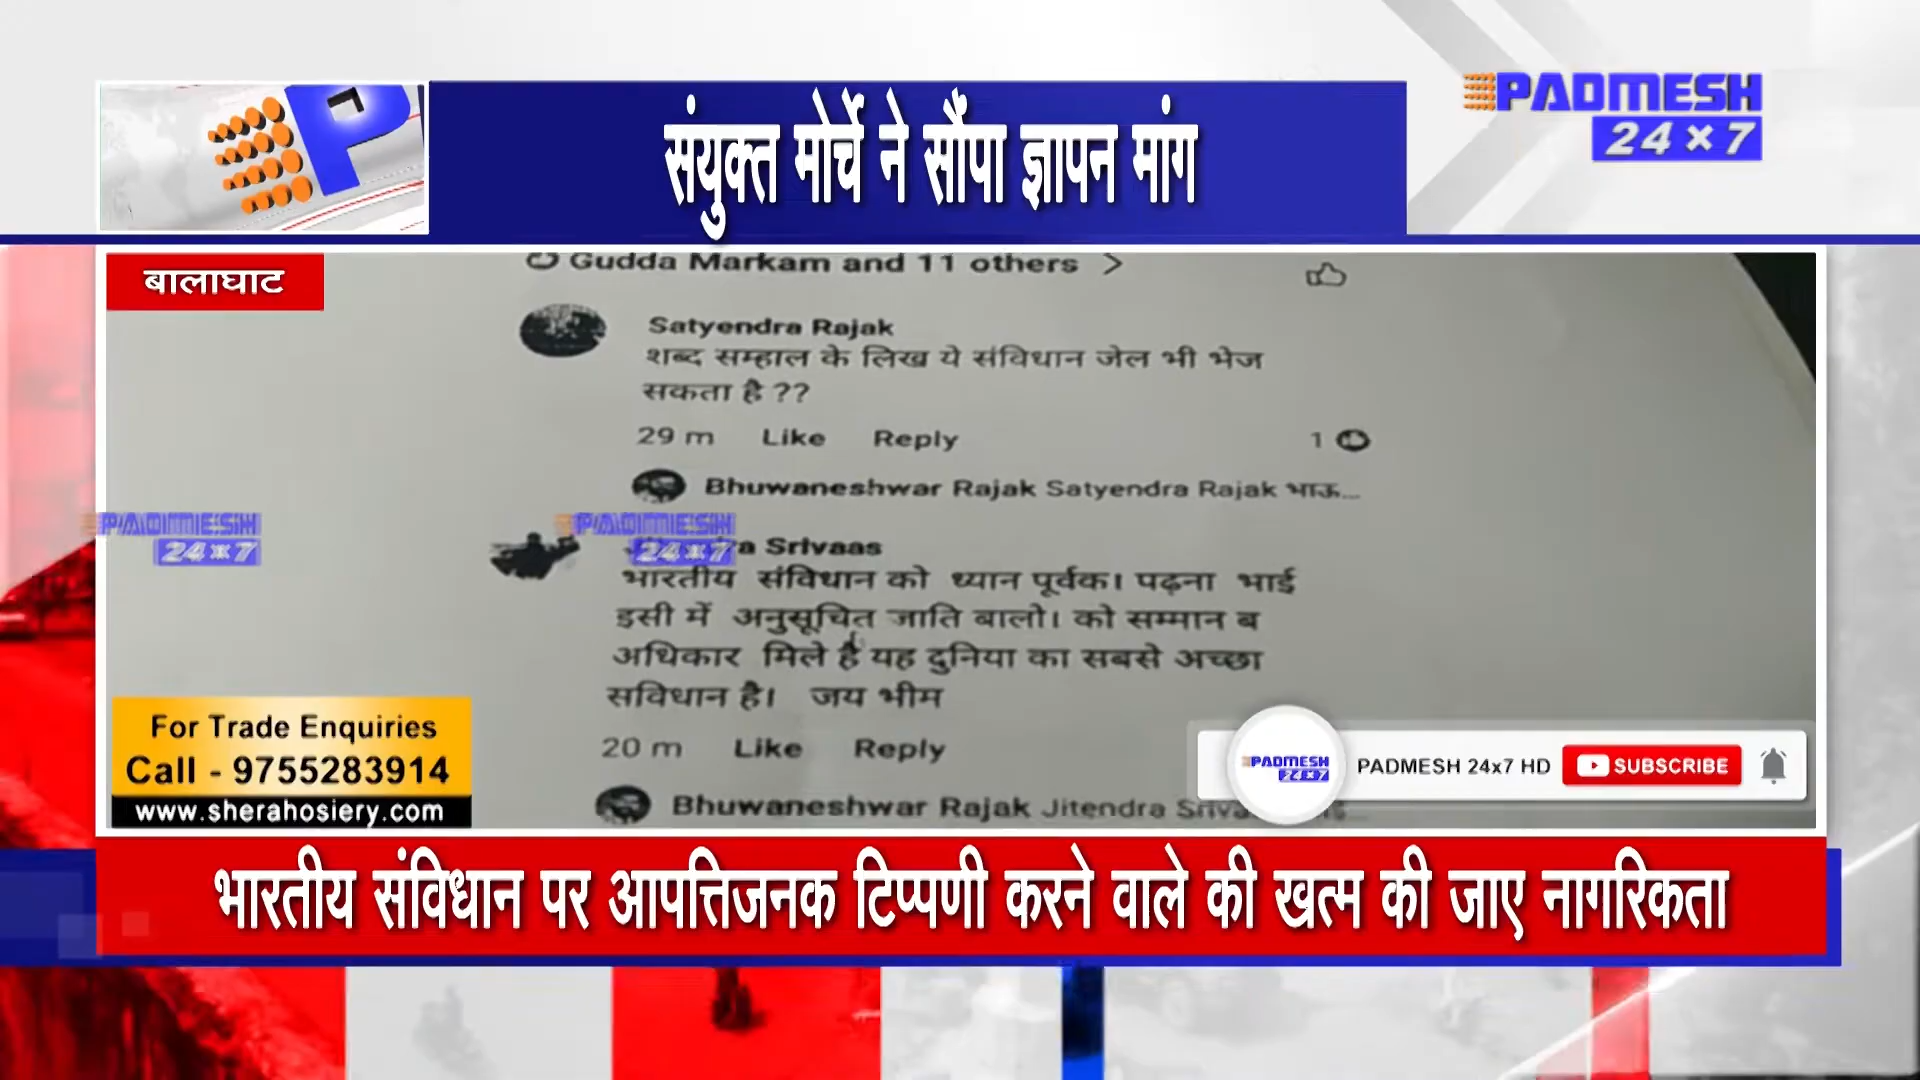 संयुक्त मोर्चे ने सौंपा ज्ञापन मांग
PADMESH
24×7
बालाघाट
Gudda Markam and 11 others >
Satyendra Rajak
शब्द सम्हाल के लिख ये संविधान जेल भी भेज
सकता है ??
29 m Like Reply 1
Bhuwaneshwar Rajak Satyendra Rajak भाऊ...
PADMESH
24×7
PADMESH
24×7
Srivaas
भारतीय संविधान को ध्यान पूर्वक। पढ़ना भाई
इसी में अनुसूचित जाति बालो। को सम्मान ब
अधिकार मिले है यह दुनिया का सबसे अच्छा
सविधान है। जय भीम
20 m Like Reply
Bhuwaneshwar Rajak Jitendra
For Trade Enquiries
Call - 9755283914
www.sherahosiery.com
PADMESH
24×7
PADMESH 24x7 HD
SUBSCRIBE
भारतीय संविधान पर आपत्तिजनक टिप्पणी करने वाले की खत्म की जाए नागरिकता